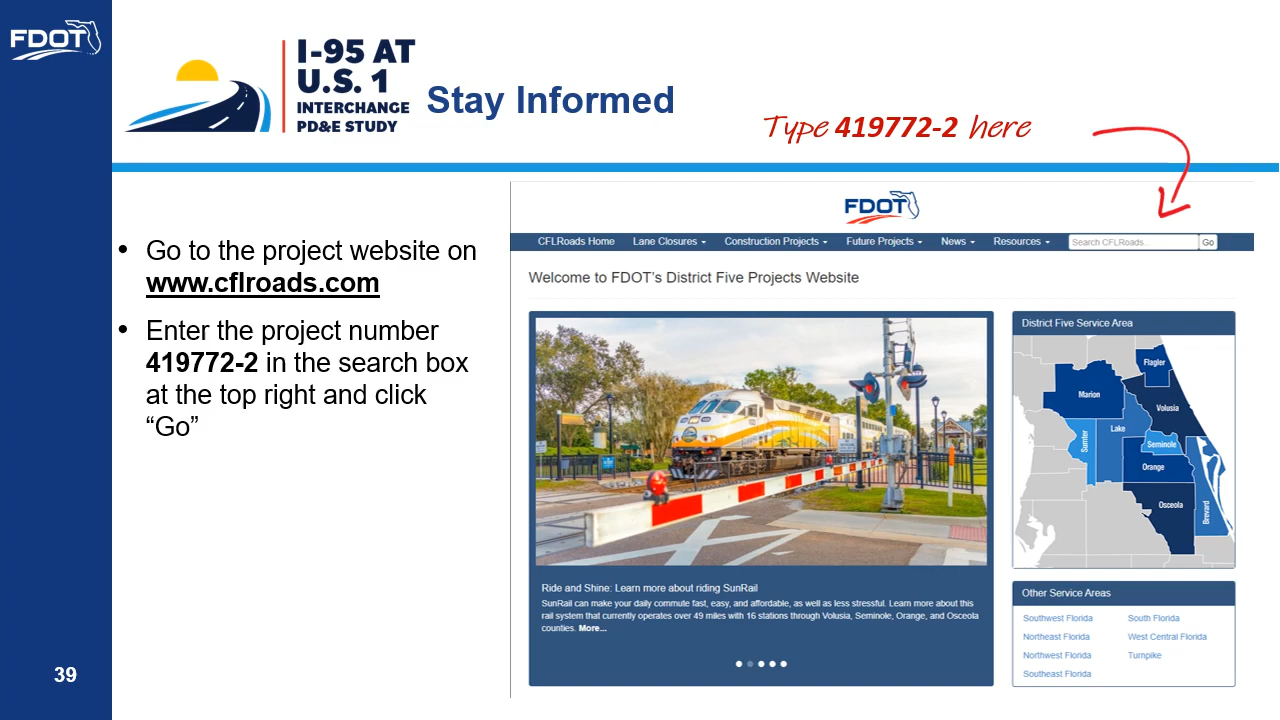 FDOT
I-95 AT
U.S. 1
INTERCHANGE
PD&E STUDY
Stay Informed
Type 419772-2 here
• Go to the project website on
www.cflroads.com
• Enter the project number
419772-2 in the search box
at the top right and click
“Go”
FDOT
CFLRoads Home Lane Closures Construction Projects Future Projects News Resources Search CFLRoads... Go
Welcome to FDOT's District Five Projects Website
Ride and Shine: Learn more about riding SunRail
SunRail can make your daily commute fast, easy, and affordable, as well as less stressful. Learn more about this
rail system that currently operates over 49 miles with 16 stations through Volusia, Seminole, Orange, and Osceola
counties. More...
District Five Service Area
Flagler
Marion
Volusia
Lake
Sumter
Seminole
Orange
Osceola
Brevard
Other Service Areas
Southwest Florida South Florida
Northeast Florida West Central Florida
Northwest Florida Turnpike
Southeast Florida
39